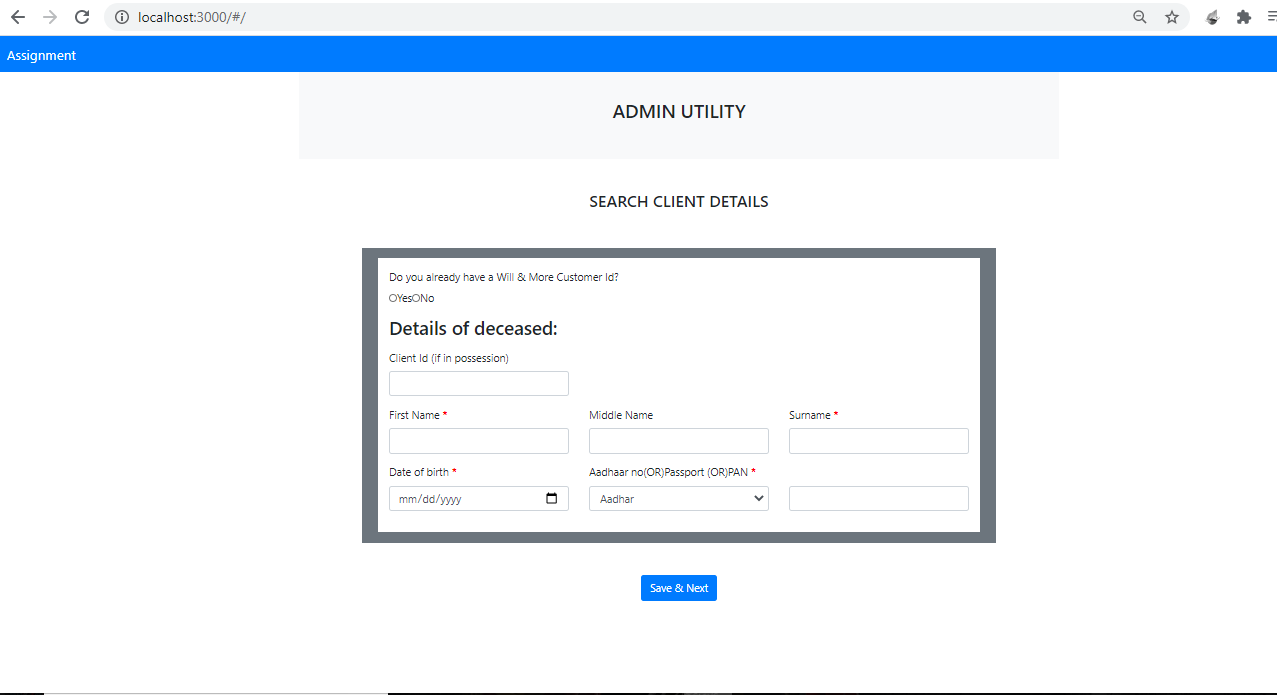 localhost:3000/#/
Assignment
ADMIN UTILITY
SEARCH CLIENT DETAILS
Do you already have a Will & More Customer Id?
YesNo
Details of deceased:
Client Id (if in possession)
First Name * Middle Name Surname *
Date of birth * Aadhaar no(OR)Passport (OR)PAN *
mm/dd/yyyy Aadhar
Save & Next